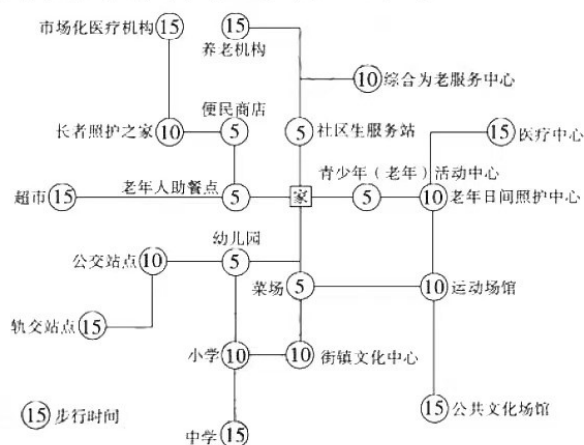 市场化医疗机构 15
15
养老机构
10 综合为老服务中心
便民商店
长者照护之家 10
5
5 社区生服务站
15 医疗中心
青少年（老年）活动中心
超市 15
老年人助餐点 5
家
5
10 老年日间照护中心
幼儿园
公交站点 10
5
菜场 5
10 运动场馆
轨交站点 15
小学 10
10 街镇文化中心
15 步行时间
中学 15
15 公共文化场馆